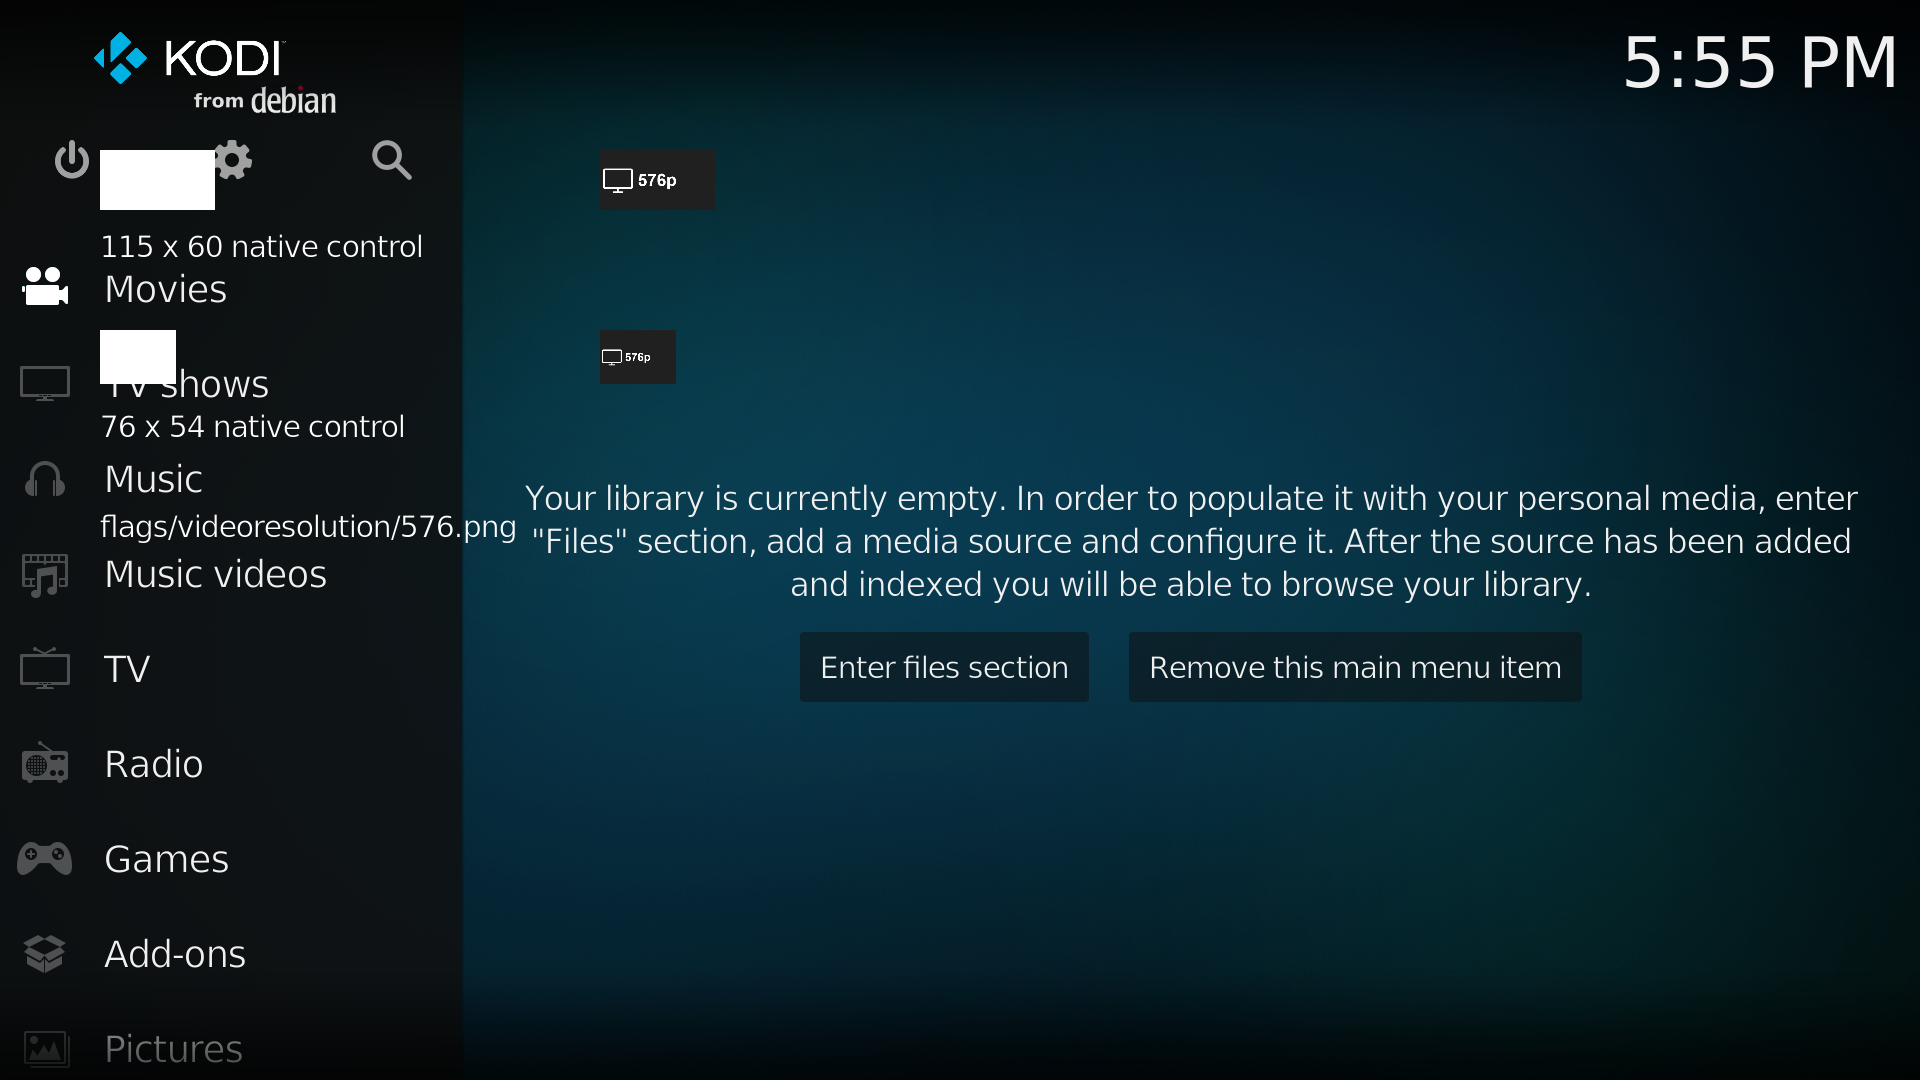 KODI
from debian
5:55 PM
576p
115 x 60 native control
Movies
576p
TV shows
76 x 54 native control
Music
flags/videoresolution/576.png
Your library is currently empty. In order to populate it with your personal media, enter
"Files" section, add a media source and configure it. After the source has been added
and indexed you will be able to browse your library.
Music videos
Enter files section
Remove this main menu item
TV
Radio
Games
Add-ons
Pictures